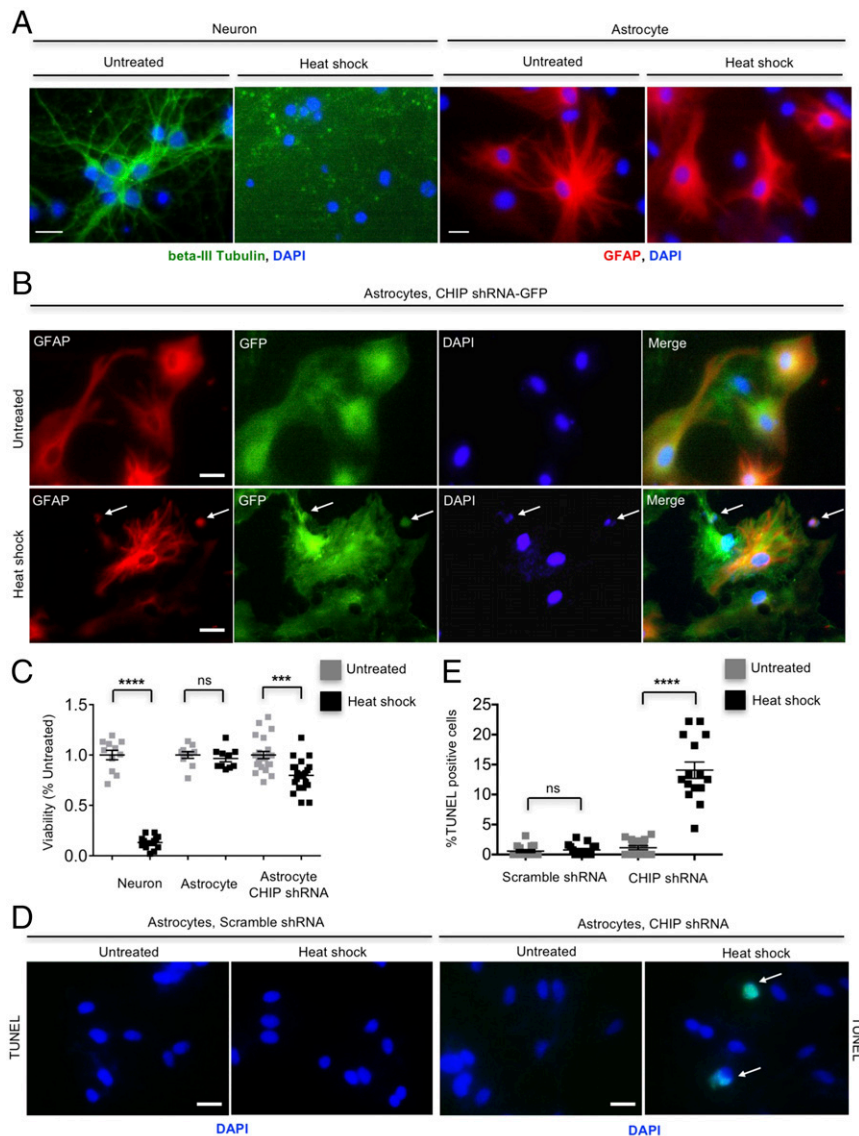 A
Neuron
Astrocyte
Untreated
Heat shock
Untreated
Heat shock
beta-III Tubulin, DAPI
GFAP, DAPI
B
Astrocytes, CHIP shRNA-GFP
Untreated
GFAP
GFP
DAPI
Merge
Heat shock
GFAP
GFP
DAPI
Merge
C
Untreated
Heat shock
****
ns
***
Viability (% Untreated)
1.5
1.0
0.5
0.0
Neuron
Astrocyte
Astrocyte
CHIP shRNA
E
Untreated
Heat shock
****
ns
%TUNEL positive cells
25
20
15
10
5
0
Scramble shRNA
CHIP shRNA
D
Astrocytes, Scramble shRNA
Astrocytes, CHIP shRNA
Untreated
Heat shock
Untreated
Heat shock
TUNEL
TUNEL
DAPI
DAPI